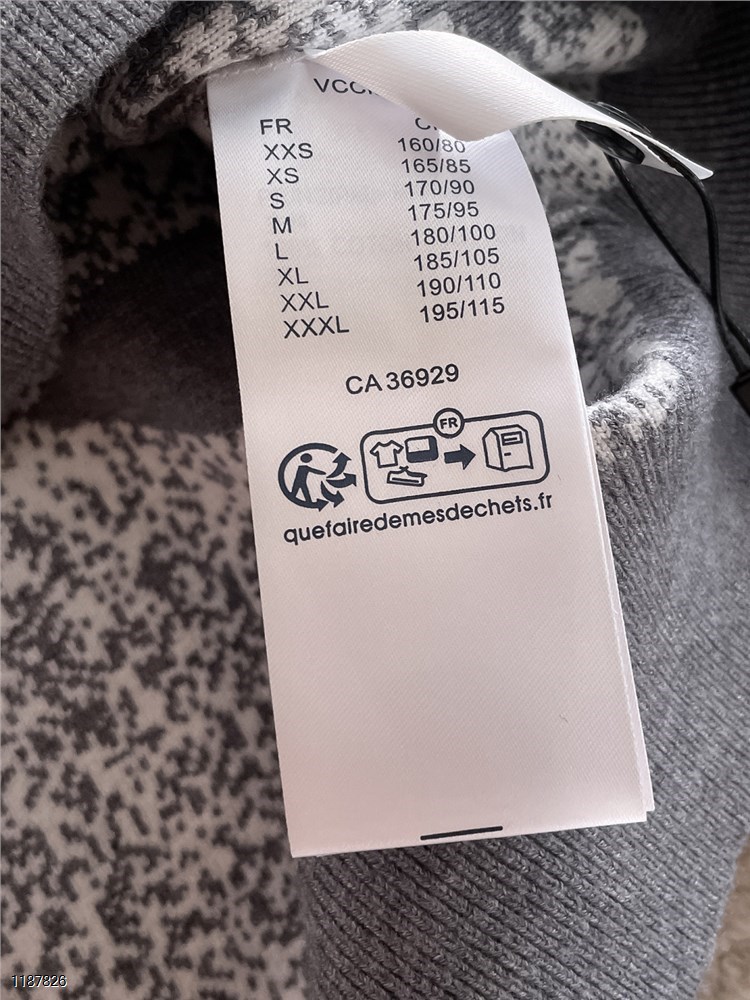 FR
XXS 160/80
XS 165/85
S 170/90
M 175/95
L 180/100
XL 185/105
XXL 190/110
XXXL 195/115
CA 36929
FR
quefairedemesdechets.fr
1187826